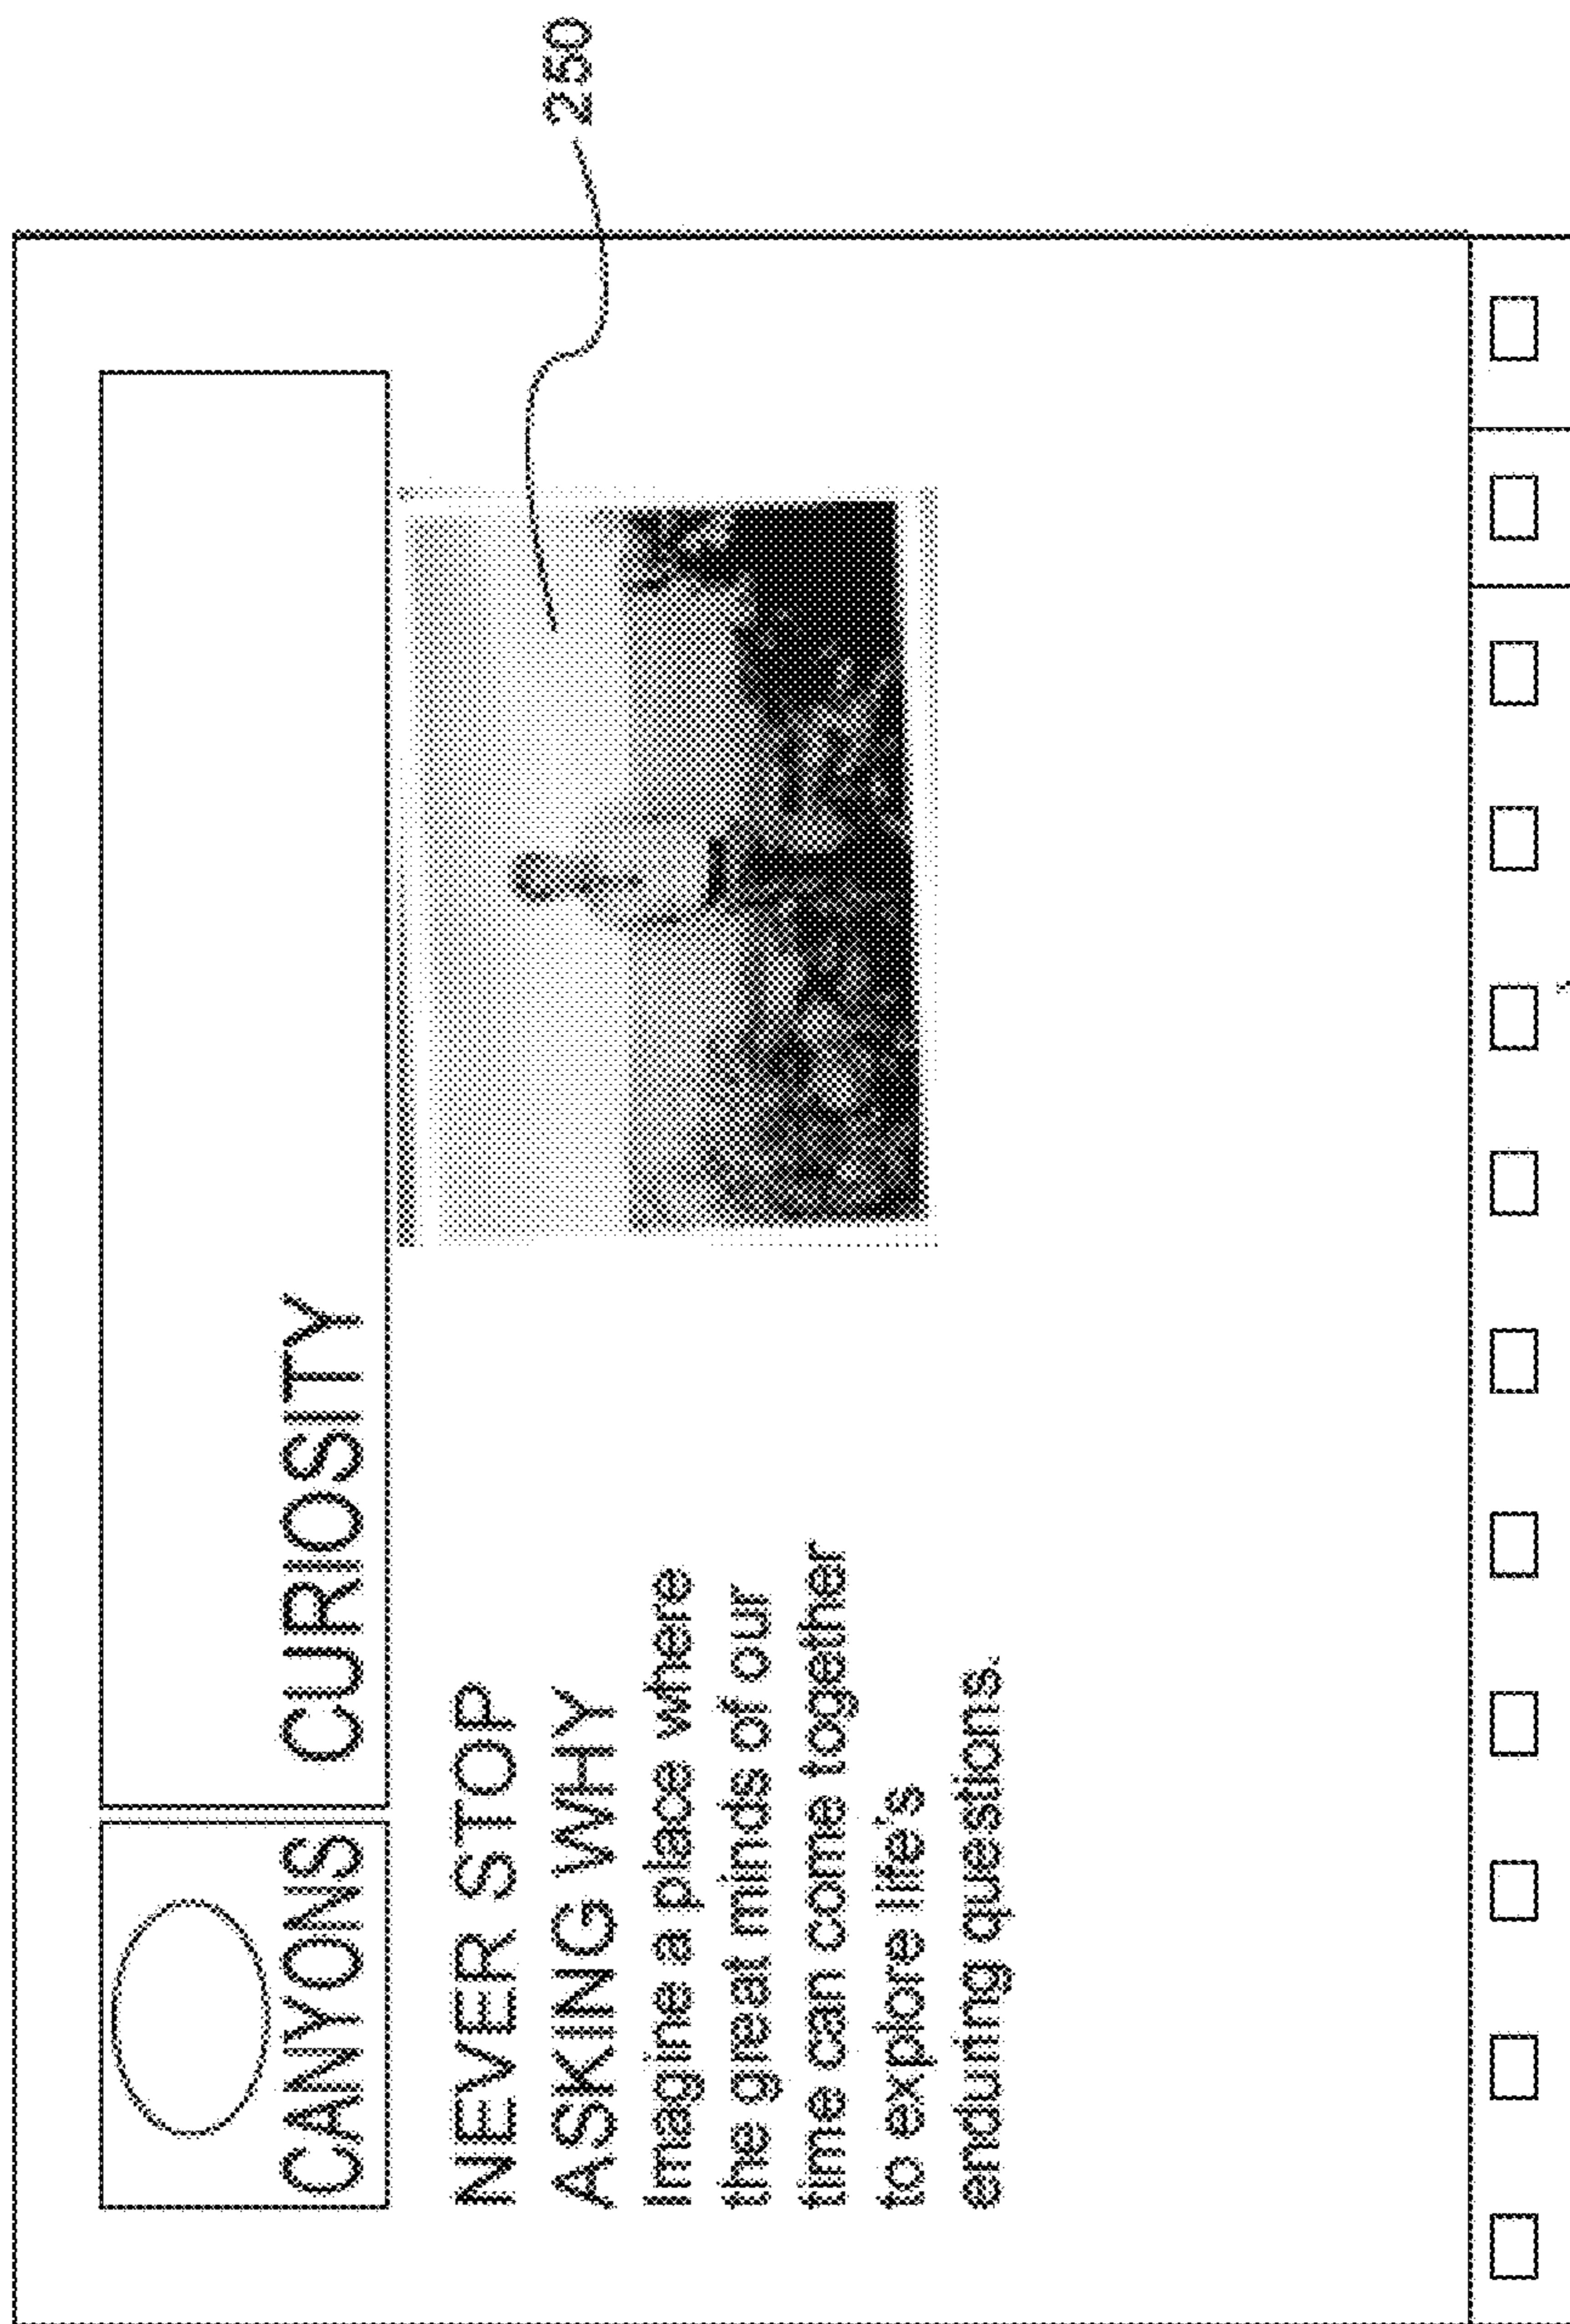 CANYONS
CURIOSITY
250
NEVER STOP
ASKING WHY
Imagine a place where
the great minds of our
time can come together
to explore life's
enduring questions.